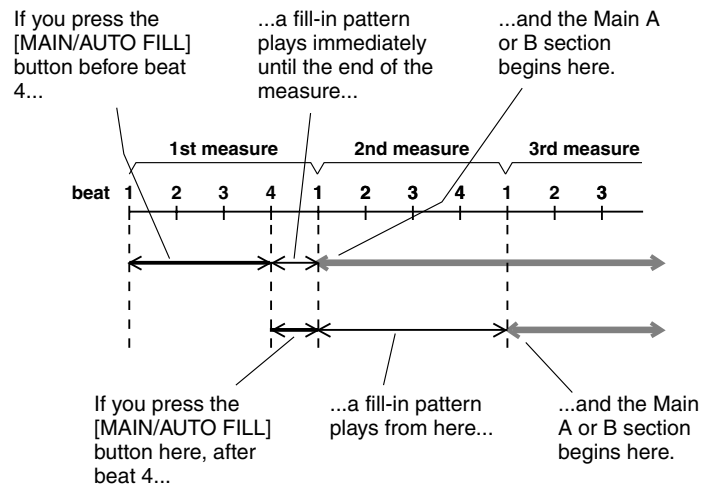 If you press the
[MAIN/AUTO FILL]
button before beat
4...
...a fill-in pattern
plays immediately
until the end of the
measure...
...and the Main A
or B section
begins here.
1st measure
2nd measure
3rd measure
beat 1 2 3 4 1 2 3 4 1 2 3
If you press the
[MAIN/AUTO FILL]
button here, after
beat 4...
...a fill-in pattern
plays from here...
...and the Main
A or B section
begins here.